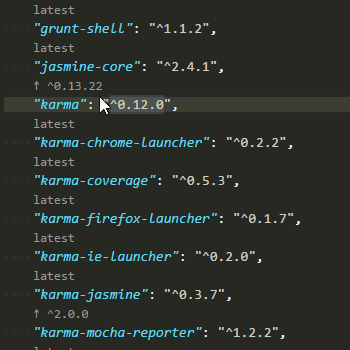 latest
"grunt-shell": "^1.1.2",
latest
"jasmine-core": "^2.4.1",
↑ ^0.13.22
"karma": "^0.12.0",
latest
"karma-chrome-launcher": "^0.2.2",
latest
"karma-coverage": "^0.5.3",
latest
"karma-firefox-launcher": "^0.1.7",
latest
"karma-ie-launcher": "^0.2.0",
latest
"karma-jasmine": "^0.3.7",
↑ ^2.0.0
"karma-mocha-reporter": "^1.2.2",